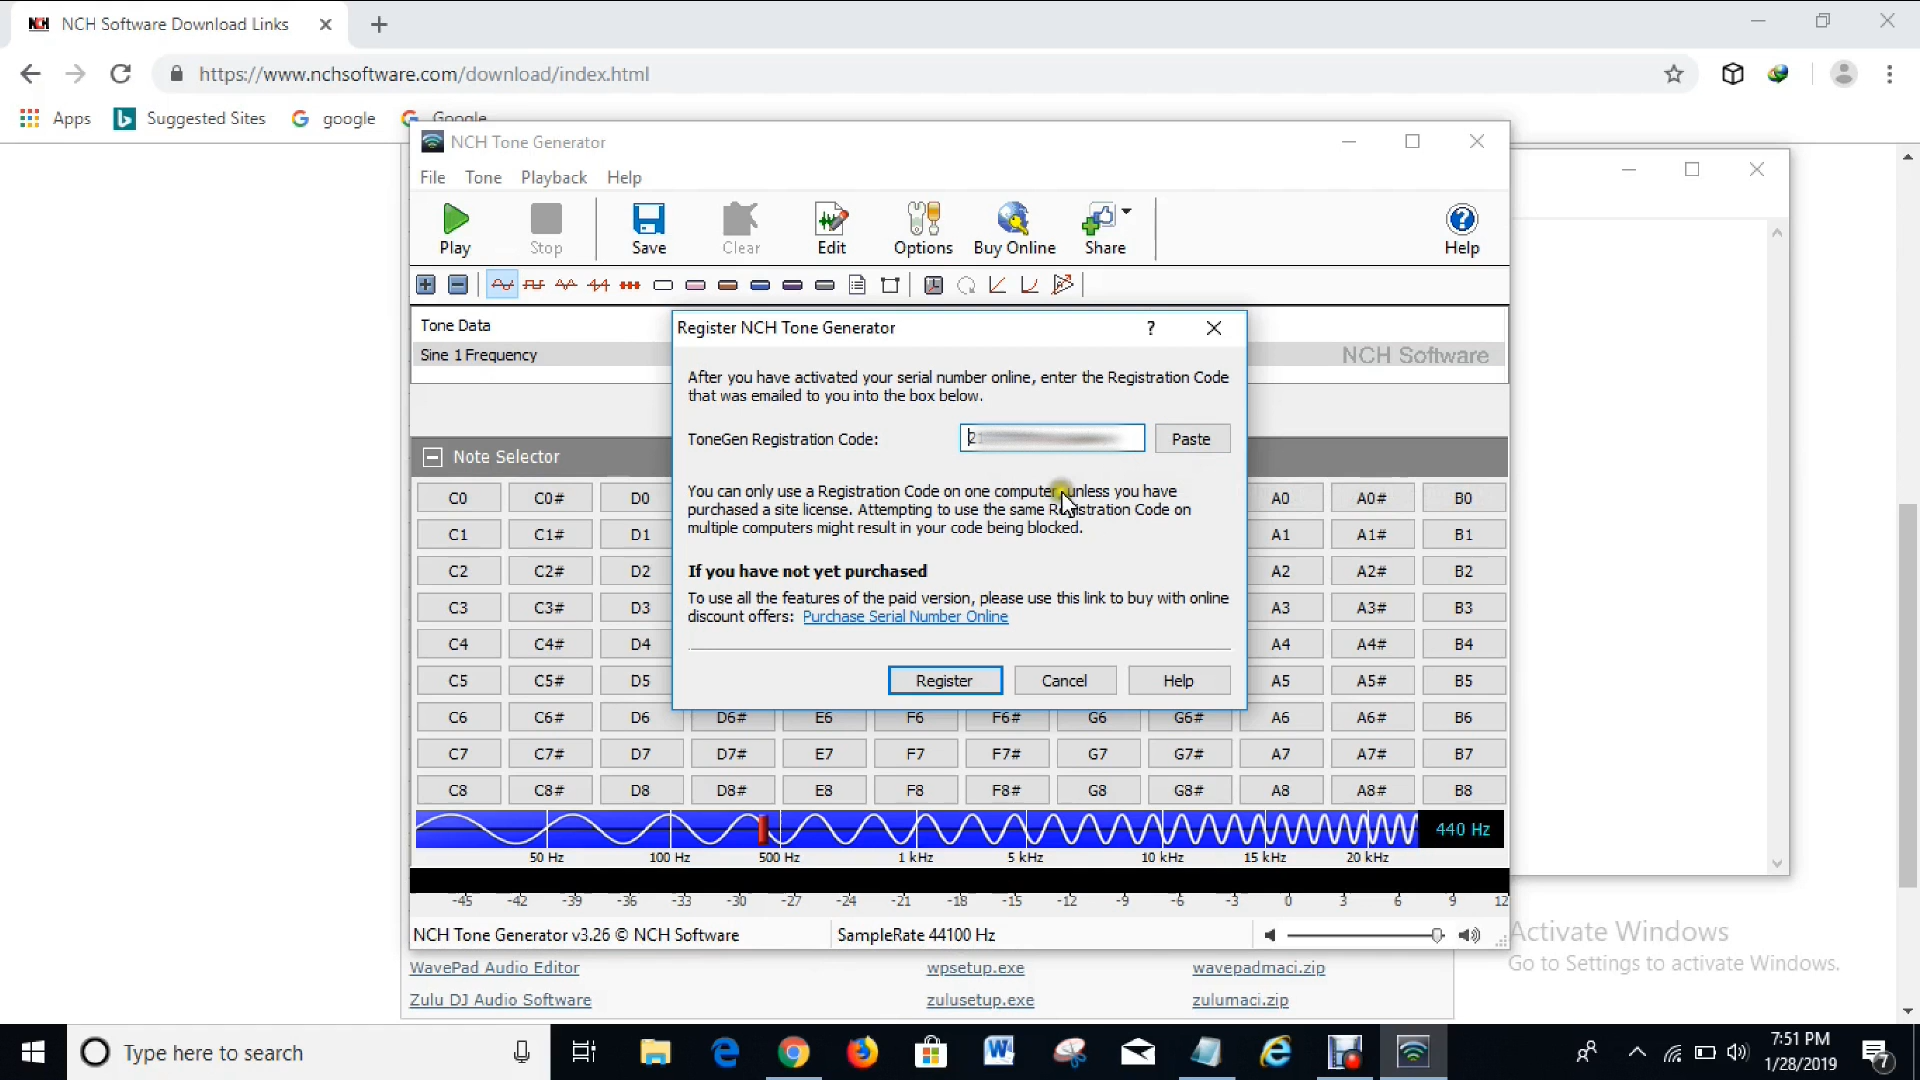 NCH Software Download Links
https://www.nchsoftware.com/download/index.html
Apps Suggested Sites google Google
NCH Tone Generator
File Tone Playback Help
Play Stop Save Clear Edit Options Buy Online Share Help
Tone Data
Sine 1 Frequency
NCH Software
Register NCH Tone Generator
After you have activated your serial number online, enter the Registration Code
that was emailed to you into the box below.
ToneGen Registration Code:
Paste
You can only use a Registration Code on one computer unless you have
purchased a site license. Attempting to use the same Registration Code on
multiple computers might result in your code being blocked.
If you have not yet purchased
To use all the features of the paid version, please use this link to buy with online
discount offers: Purchase Serial Number Online
Register Cancel Help
Note Selector
C0 C0# D0 A0 A0# B0
C1 C1# D1 A1 A1# B1
C2 C2# D2 A2 A2# B2
C3 C3# D3 A3 A3# B3
C4 C4# D4 A4 A4# B4
C5 C5# D5 A5 A5# B5
C6 C6# D6 D6# E6 F6 F6# G6 G6# A6 A6# B6
C7 C7# D7 D7# E7 F7 F7# G7 G7# A7 A7# B7
C8 C8# D8 D8# E8 F8 F8# G8 G8# A8 A8# B8
440 Hz
50 Hz 100 Hz 500 Hz 1 kHz 5 kHz 10 kHz 15 kHz 20 kHz
-45 -42 -39 -36 -33 -30 -27 -24 -21 -18 -15 -12 -9 -6 -3 0 3 6 9 12
NCH Tone Generator v3.26 © NCH Software
SampleRate 44100 Hz
Activate Windows
Go to Settings to activate Windows.
WavePad Audio Editor wpsetup.exe wavepadmaci.zip
Zulu DJ Audio Software zulusetup.exe zulumaci.zip
Type here to search
7:51 PM
1/28/2019
7